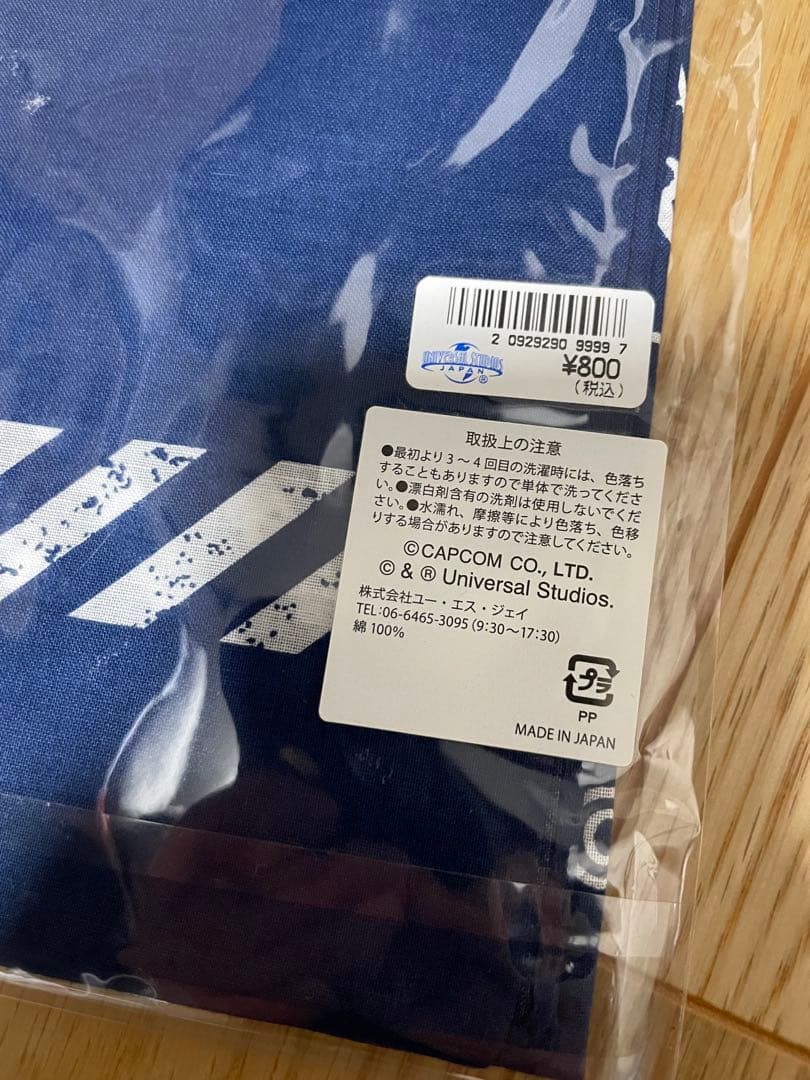 2 0929290 9999 7
UNIVERSAL STUDIOS
JAPAN ®
¥800
(税込)
取扱上の注意
●最初より3〜4回目の洗濯時には、色落ち
することもありますので単体で洗ってくださ
い。●漂白剤含有の洗剤は使用しないでくだ
さい。●水濡れ、摩擦等により色落ち、色移
りする場合がありますので注意してください。
©CAPCOM CO., LTD.
© & ® Universal Studios.
株式会社ユー・エス・ジェイ
TEL:06-6465-3095(9:30〜17:30)
綿 100%
プラ
PP
MADE IN JAPAN